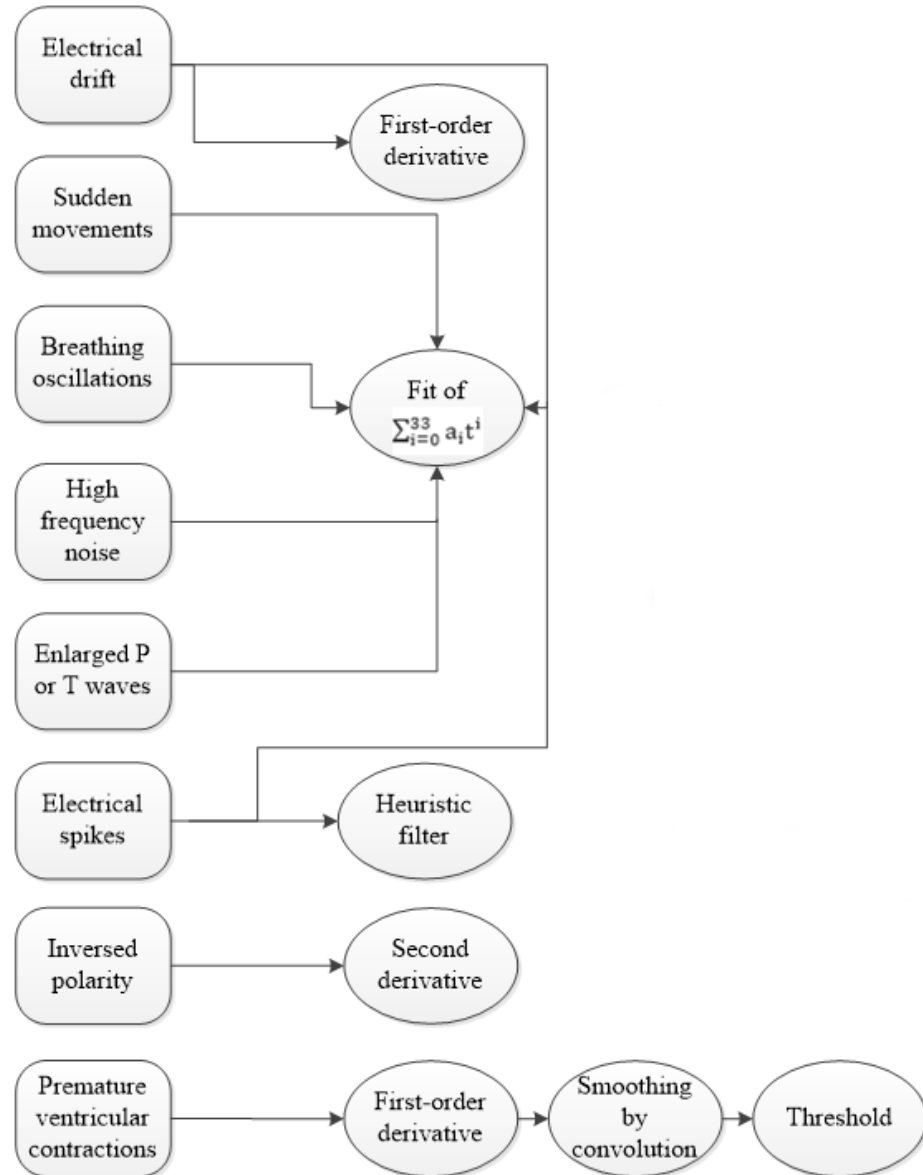 Electrical
drift
First-order
derivative
Sudden
movements
Breathing
oscillations
Fit of
∑³³ᵢ₌₀ aᵢtⁱ
High
frequency
noise
Enlarged P
or T waves
Electrical
spikes
Heuristic
filter
Inversed
polarity
Second
derivative
Premature
ventricular
contractions
First-order
derivative
Smoothing
by
convolution
Threshold